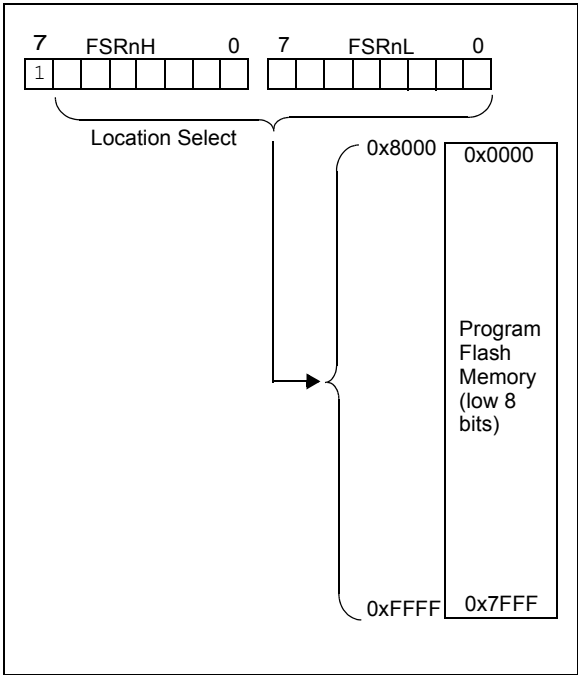 7 FSRnH 0 7 FSRnL 0
1
Location Select
0x8000 0x0000
Program
Flash
Memory
(low 8
bits)
0xFFFF 0x7FFF